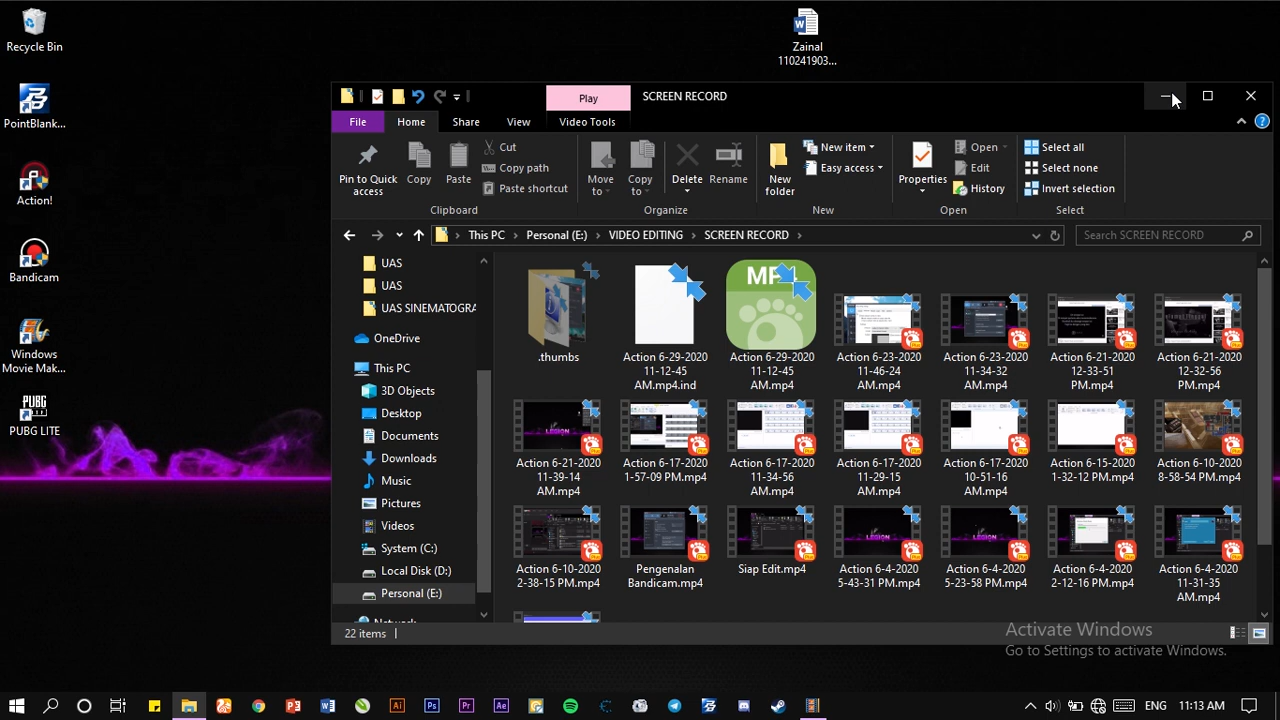 Recycle Bin
PointBlank...
Action!
Bandicam
Windows
Movie Mak...
PUBG
LITE
PUBG LITE
Zainal
110241903...
Play
SCREEN RECORD
File
Home
Share
View
Video Tools
Pin to Quick
access
Copy
Paste
Cut
Copy path
Paste shortcut
Clipboard
Move
to
Copy
to
Delete
Rename
Organize
New
folder
New item
Easy access
New
Properties
Open
Edit
History
Open
Select all
Select none
Invert selection
Select
This PC
Personal (E:)
VIDEO EDITING
SCREEN RECORD
Search SCREEN RECORD
UAS
UAS
UAS SINEMATOGRA
OneDrive
This PC
3D Objects
Desktop
Documents
Downloads
Music
Pictures
Videos
System (C:)
Local Disk (D:)
Personal (E:)
Network
.thumbs
Action 6-29-2020
11-12-45
AM.mp4.ind
Action 6-29-2020
11-12-45
AM.mp4
Action 6-23-2020
11-46-24
AM.mp4
Action 6-23-2020
11-34-32
AM.mp4
Action 6-21-2020
12-33-51
PM.mp4
Action 6-21-2020
12-32-56
PM.mp4
Action 6-21-2020
11-39-14
AM.mp4
Action 6-17-2020
1-57-09 PM.mp4
Action 6-17-2020
11-34-56
AM.mp4
Action 6-17-2020
11-29-15
AM.mp4
Action 6-17-2020
10-51-16
AM.mp4
Action 6-15-2020
1-32-12 PM.mp4
Action 6-10-2020
8-58-54 PM.mp4
Action 6-10-2020
2-38-15 PM.mp4
Pengenalan
Bandicam.mp4
Siap Edit.mp4
LEGION
Action 6-4-2020
5-43-31 PM.mp4
LEGION
Action 6-4-2020
5-23-58 PM.mp4
Action 6-4-2020
2-12-16 PM.mp4
Action 6-4-2020
11-31-35
AM.mp4
22 items
Activate Windows
Go to Settings to activate Windows.
ENG
11:13 AM